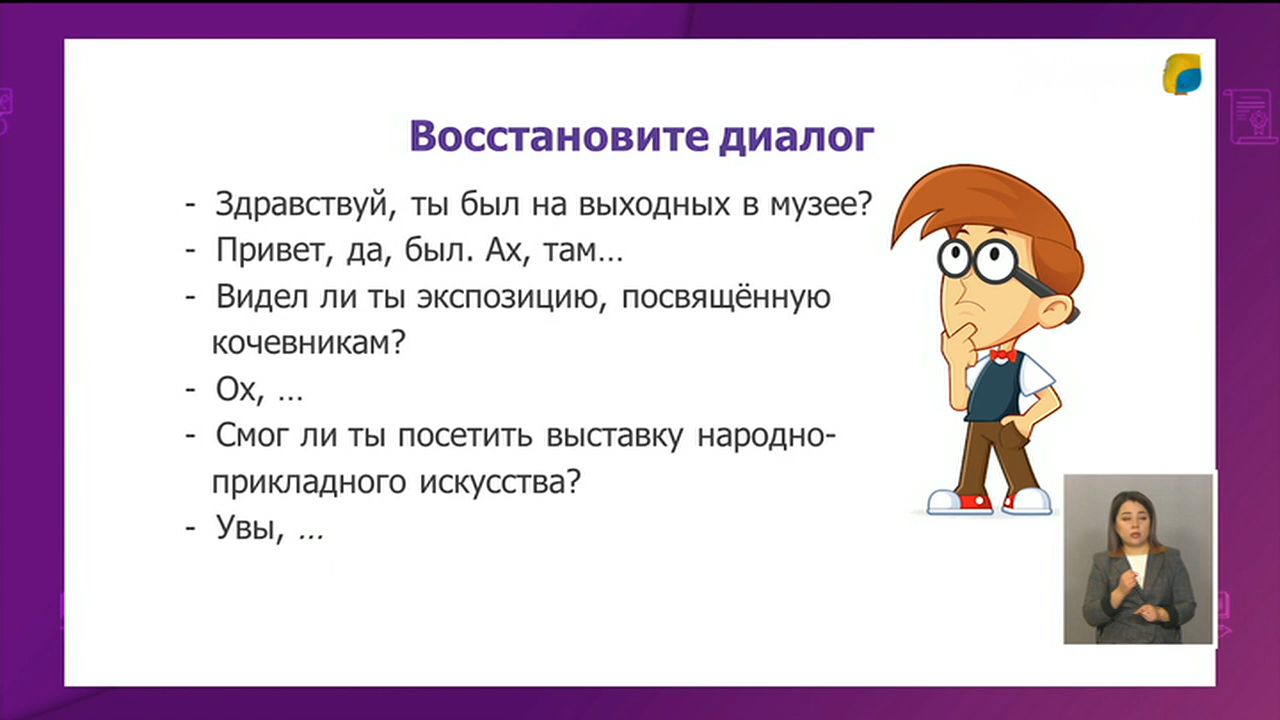 Восстановите диалог
- Здравствуй, ты был на выходных в музее?
- Привет, да, был. Ах, там...
- Видел ли ты экспозицию, посвящённую
кочевникам?
- Ох, ...
- Смог ли ты посетить выставку народно-
прикладного искусства?
- Увы, ...